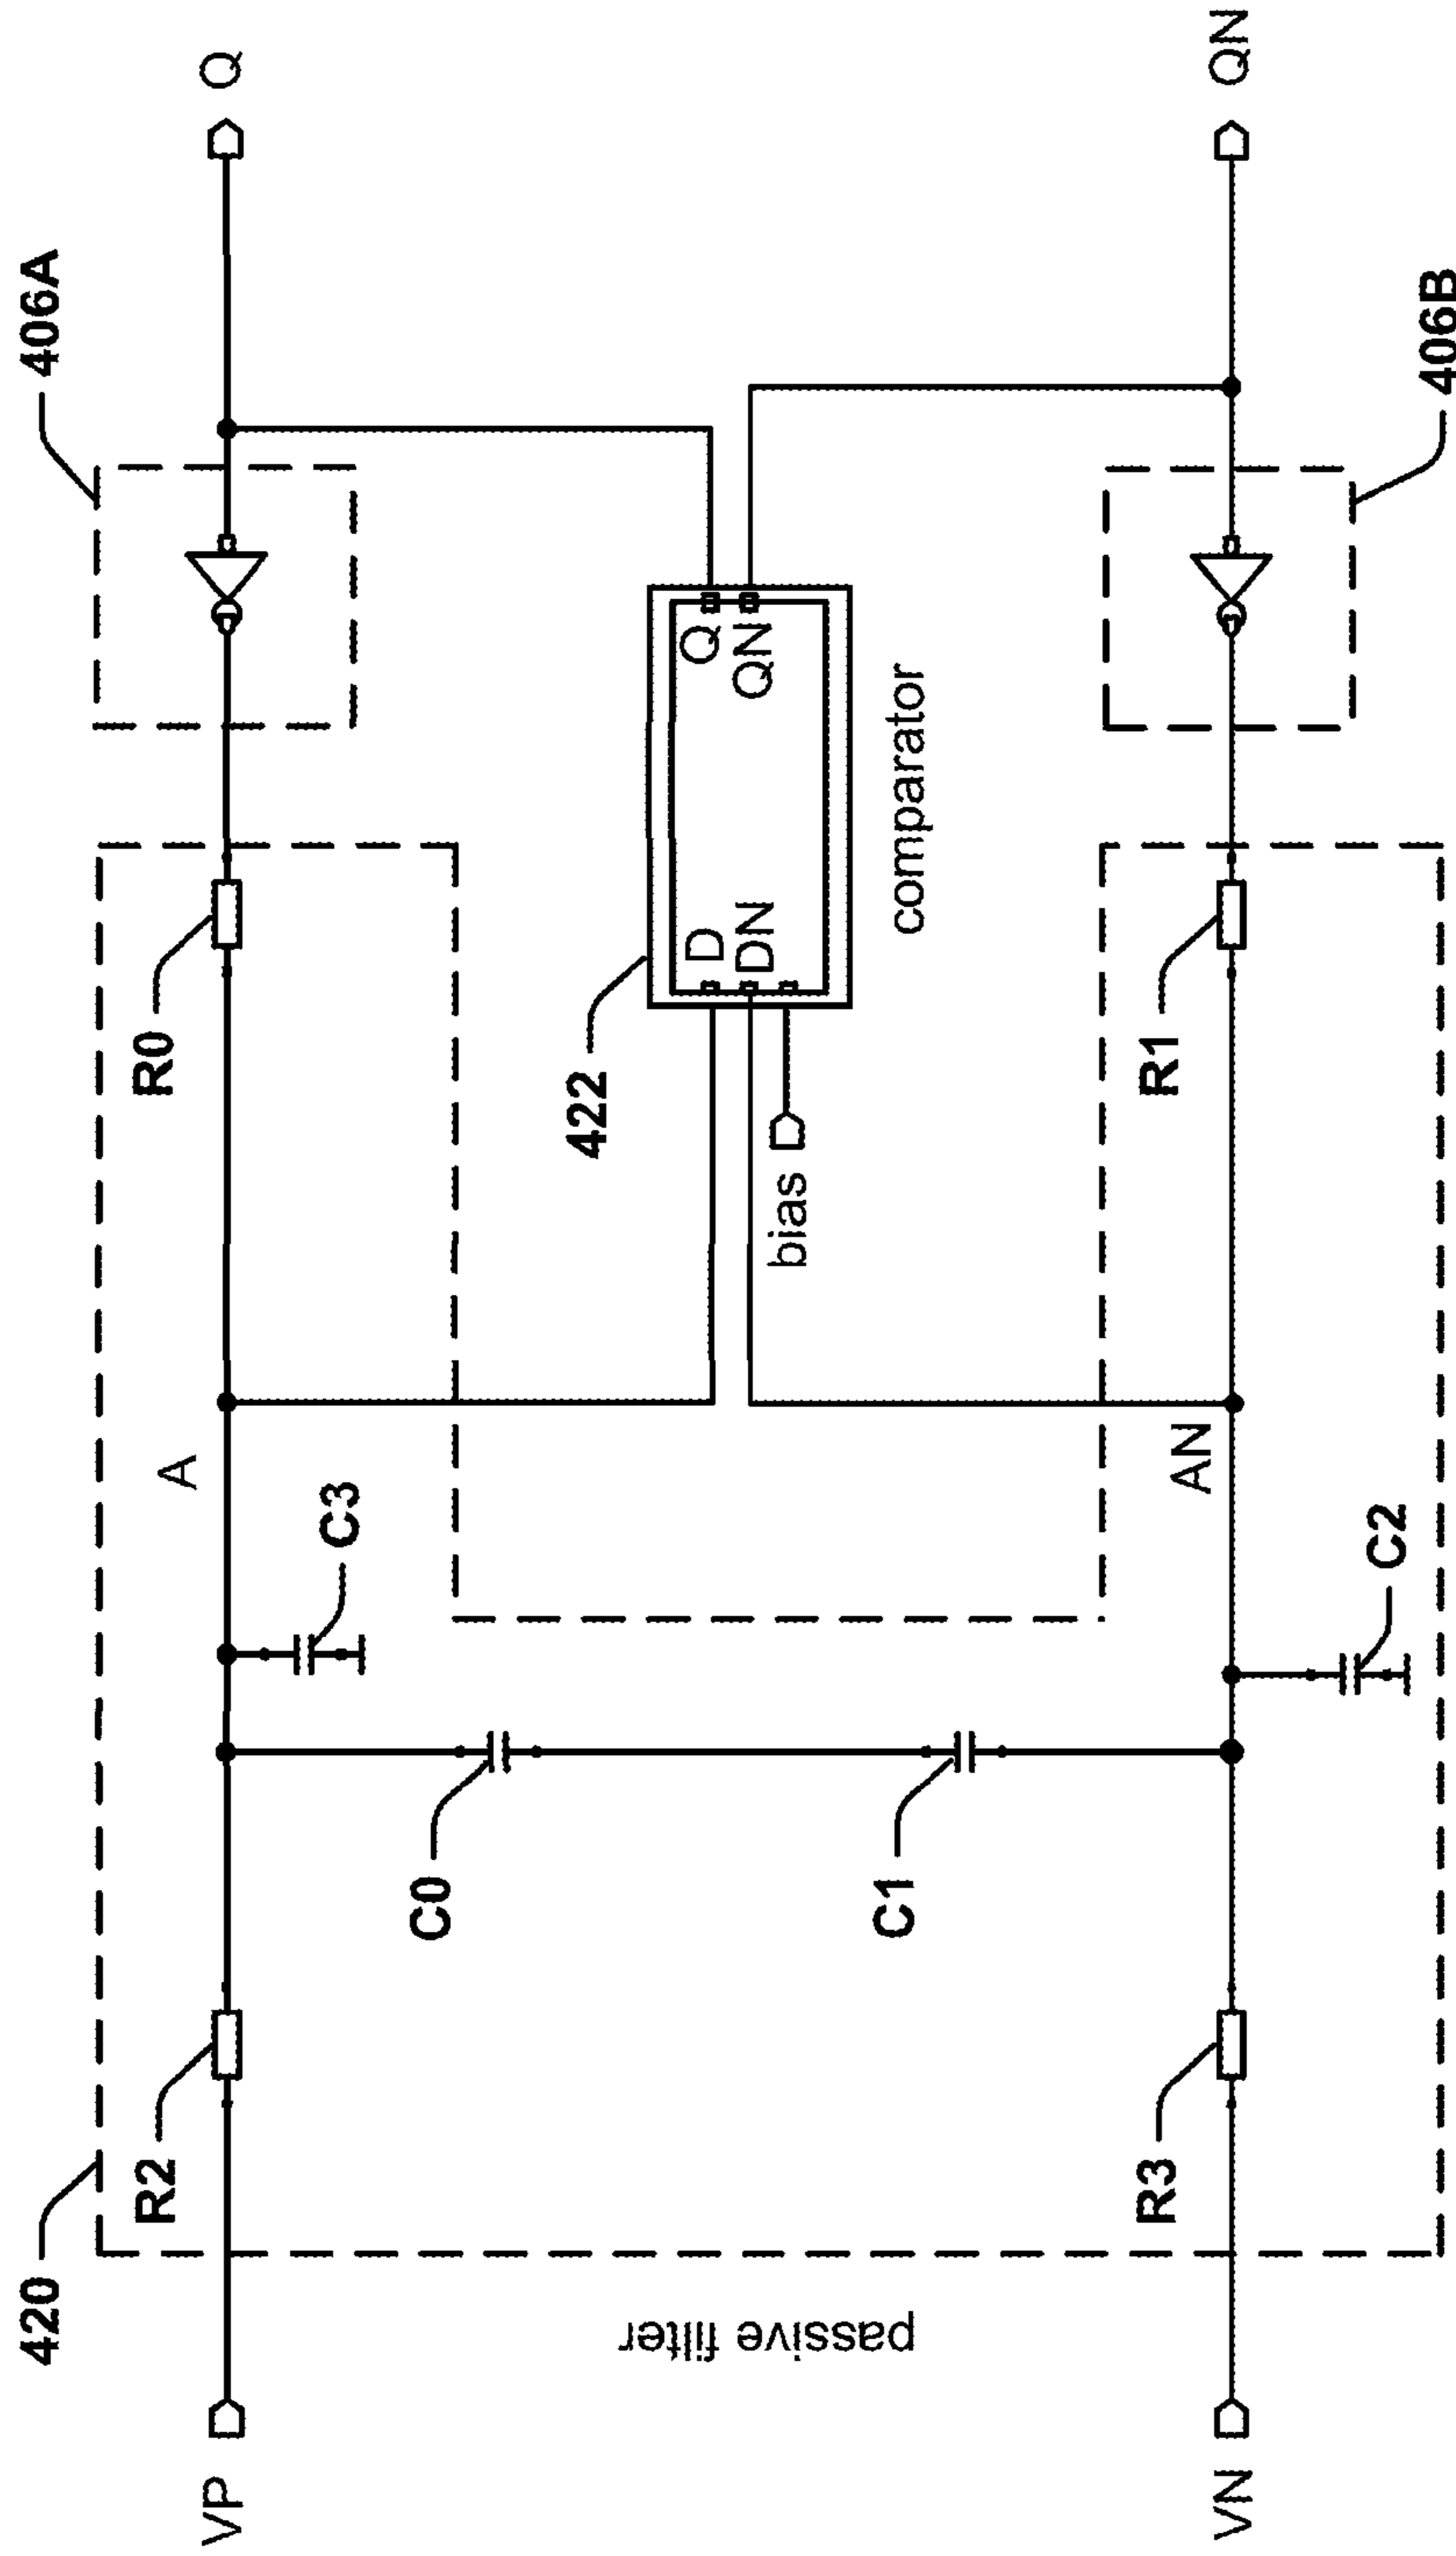 420
406A
VP
R2
A
R0
Q
C3
C0
422
D
DN
Q
QN
bias
comparator
passive filter
C1
VN
R3
AN
R1
QN
C2
406B